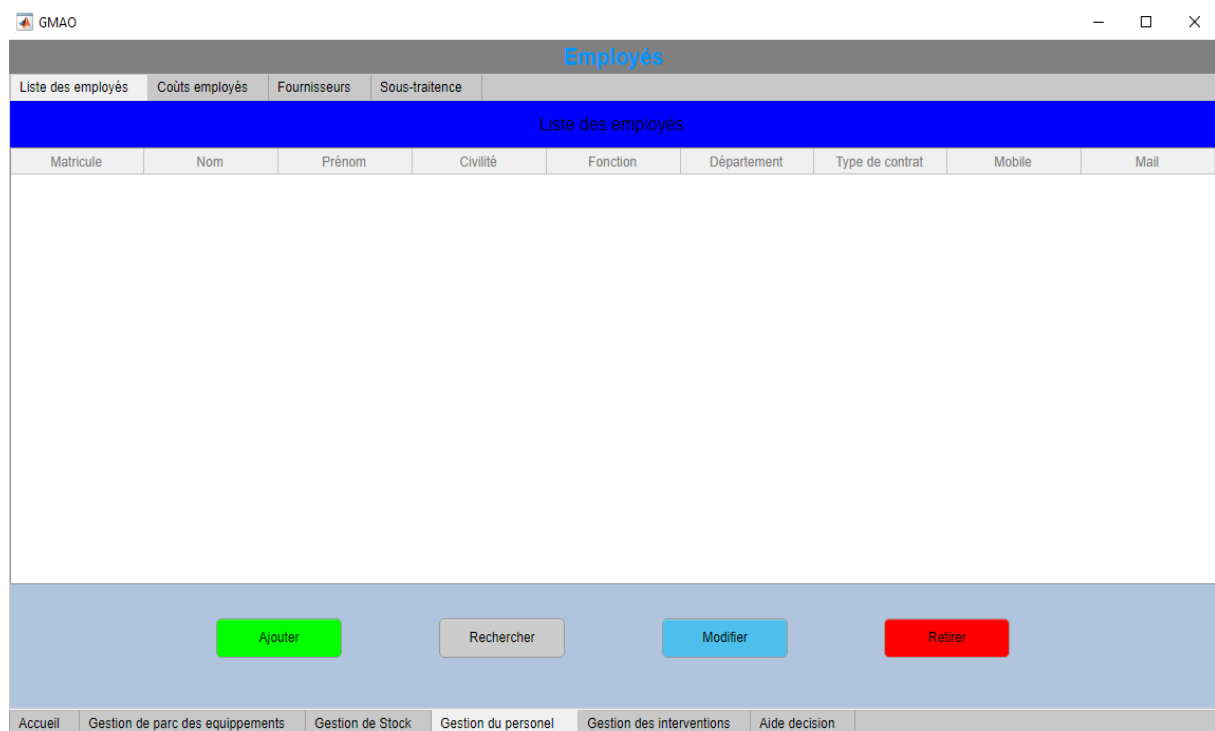 GMAO
Employés
Liste des employés Coûts employés Fournisseurs Sous-traitence
Liste des employés
Matricule Nom Prénom Civilité Fonction Département Type de contrat Mobile Mail
Ajouter Rechercher Modifier Retirer
Accueil Gestion de parc des equippements Gestion de Stock Gestion du personel Gestion des interventions Aide decision